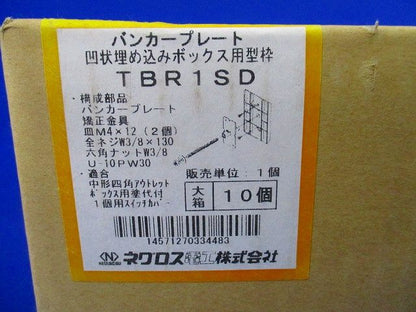 バンカープレート
凹状埋め込みボックス用型枠
TBR1SD
・構成部品
バンカープレート
矯正金具
皿M4×12(2個)
全ネジW3/8×130
六角ナットW3/8
U-10PW30
・適合
中形四角アウトレット
ボックス用塗代付
1個用スイッチカバー
販売単位:1個
大箱 10個
14571270334483
ネグロス電工株式会社